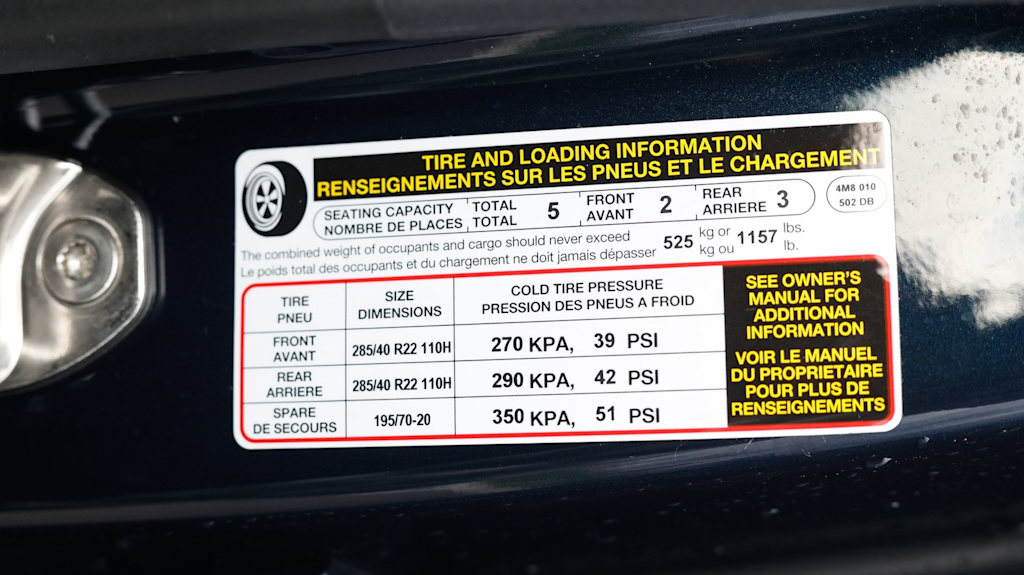 TIRE AND LOADING INFORMATION
RENSEIGNEMENTS SUR LES PNEUS ET LE CHARGEMENT
SEATING CAPACITY TOTAL 5 FRONT 2 REAR 3
NOMBRE DE PLACES TOTAL AVANT ARRIERE
4M8 010
502 DB
The combined weight of occupants and cargo should never exceed 525 kg or 1157 lbs.
Le poids total des occupants et du chargement ne doit jamais dépasser kg ou lb.
TIRE SIZE COLD TIRE PRESSURE
PNEU DIMENSIONS PRESSION DES PNEUS A FROID
FRONT
AVANT 285/40 R22 110H 270 KPA, 39 PSI
REAR
ARRIERE 285/40 R22 110H 290 KPA, 42 PSI
SPARE
DE SECOURS 195/70-20 350 KPA, 51 PSI
SEE OWNER'S
MANUAL FOR
ADDITIONAL
INFORMATION
VOIR LE MANUEL
DU PROPRIETAIRE
POUR PLUS DE
RENSEIGNEMENTS